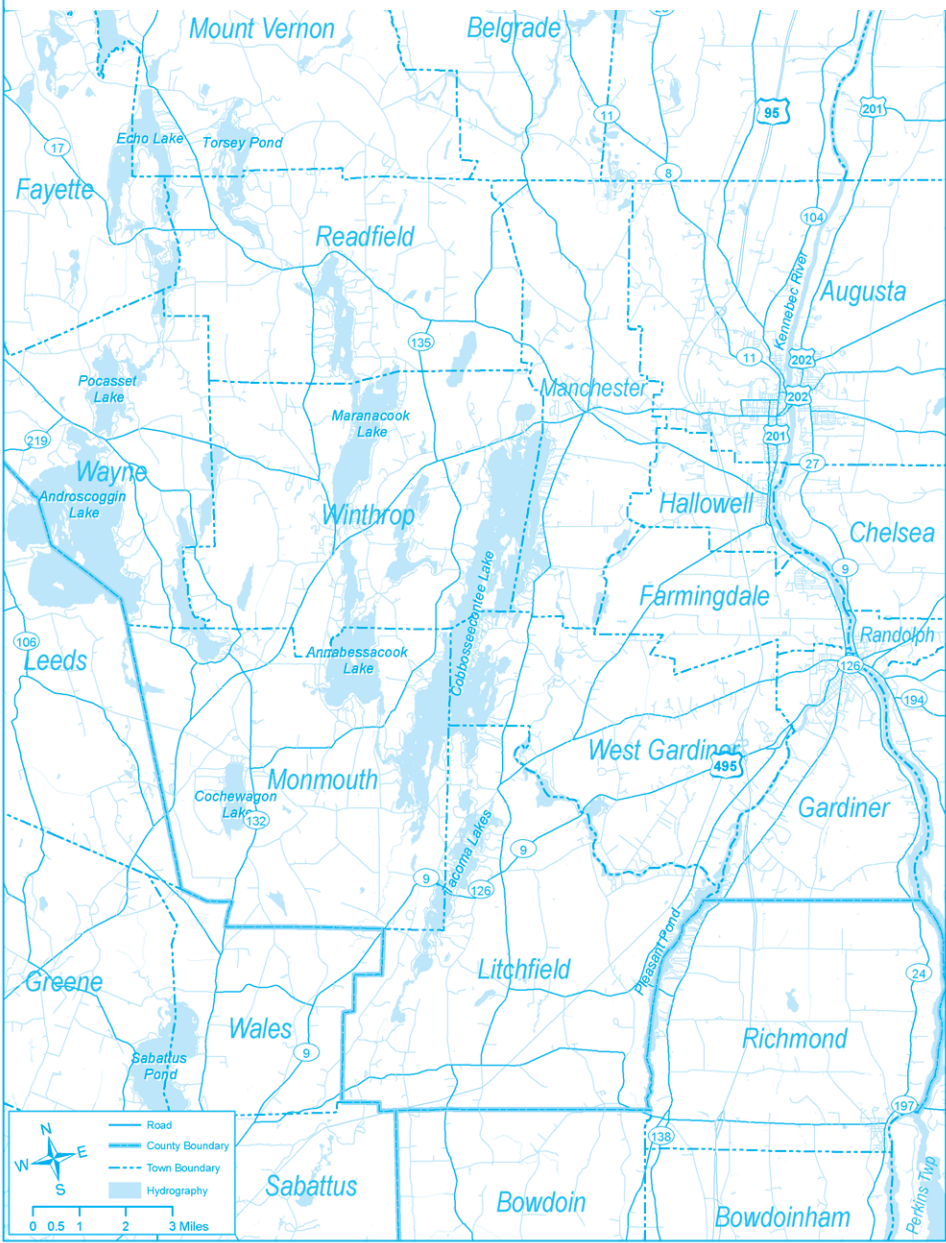 Mount Vernon
Belgrade
95
201
11
Echo Lake
Torsey Pond
17
8
Fayette
104
Readfield
Kennebec River
Augusta
135
11
202
Pocasset
Lake
Manchester
202
Maranacook
Lake
219
201
27
Wayne
Androscoggin
Lake
Winthrop
Hallowell
Chelsea
Cobbosseecontee Lake
9
Farmingdale
106
Randolph
Leeds
Annabessacook
Lake
126
194
West Gardiner
495
Monmouth
Cochewagon
Lake
132
Gardiner
Tacoma Lakes
9
9
126
Pleasant Pond
Litchfield
24
Greene
Wales
Richmond
9
Sabattus
Pond
197
138
N
W
E
S
Road
County Boundary
Town Boundary
Hydrography
0 0.5 1 2 3 Miles
Sabattus
Bowdoin
Bowdoinham
Perkins Twp